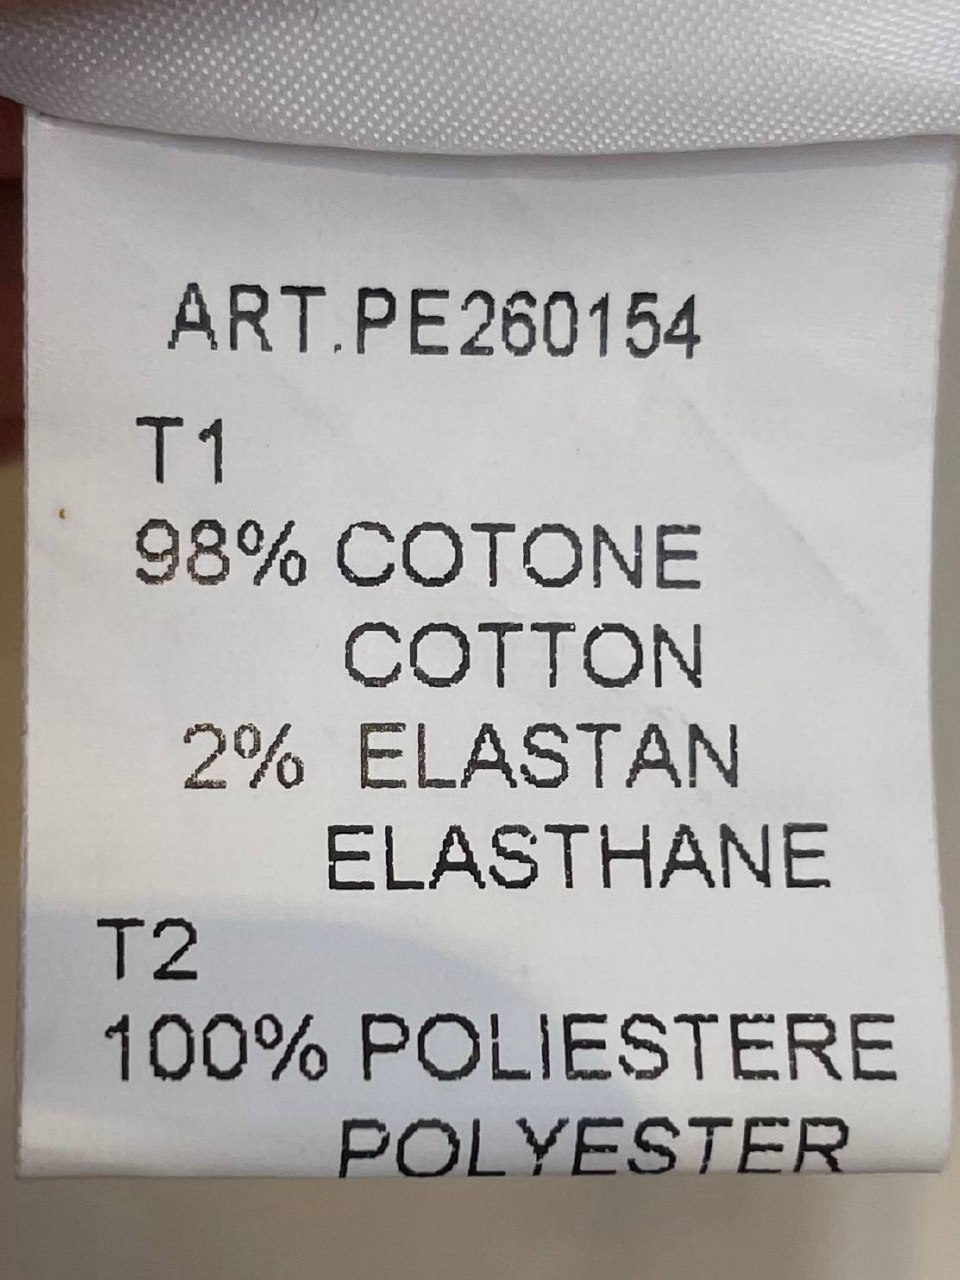 ART.PE260154
T1
98% COTONE
COTTON
2% ELASTAN
ELASTHANE
T2
100% POLIESTERE
POLYESTER